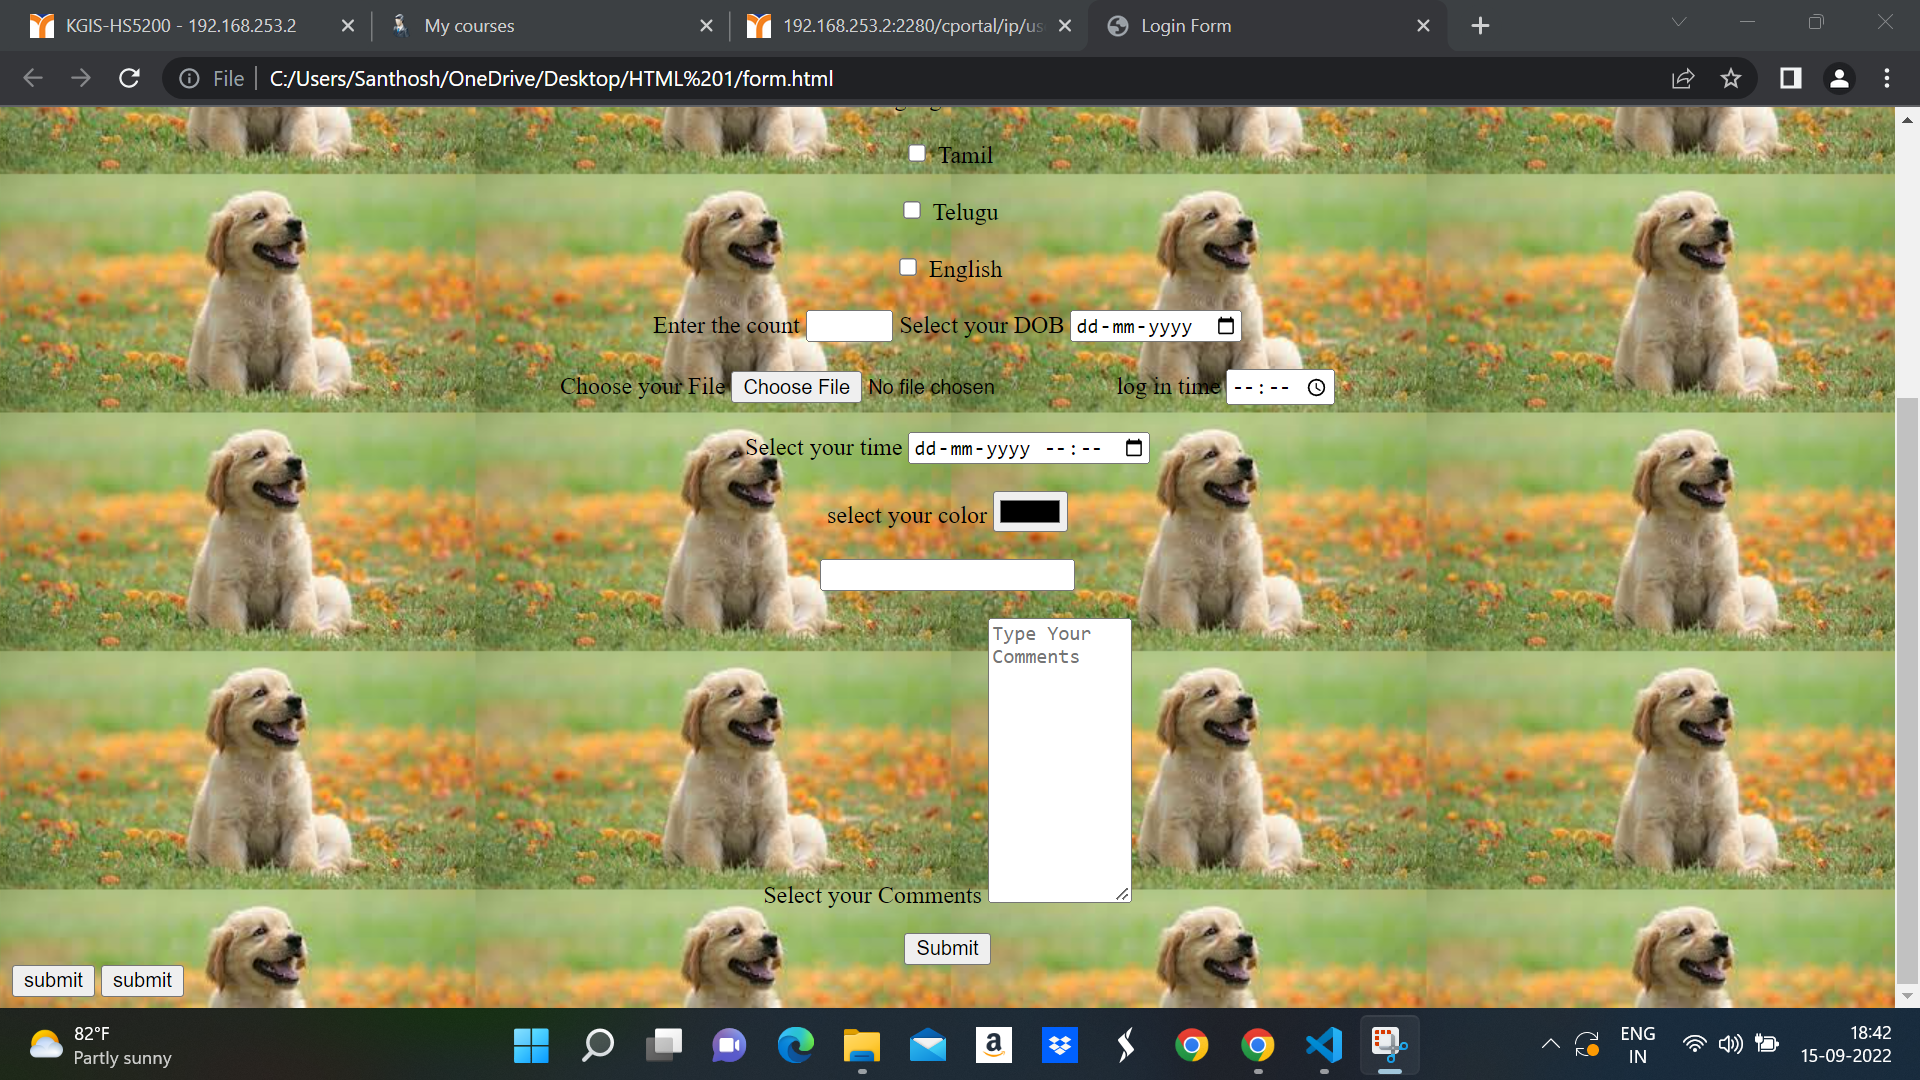 KGIS-HS5200 - 192.168.253.2
My courses
192.168.253.2:2280/cportal/ip/us
Login Form
File
C:/Users/Santhosh/OneDrive/Desktop/HTML%201/form.html
Tamil
Telugu
English
Enter the count Select your DOB dd-mm-yyyy
Choose your File Choose File No file chosen log in time --:--
Select your time dd-mm-yyyy --:--
select your color
Type Your
Comments
Select your Comments
Submit
submit submit
82°F
Partly sunny
ENG
IN
18:42
15-09-2022